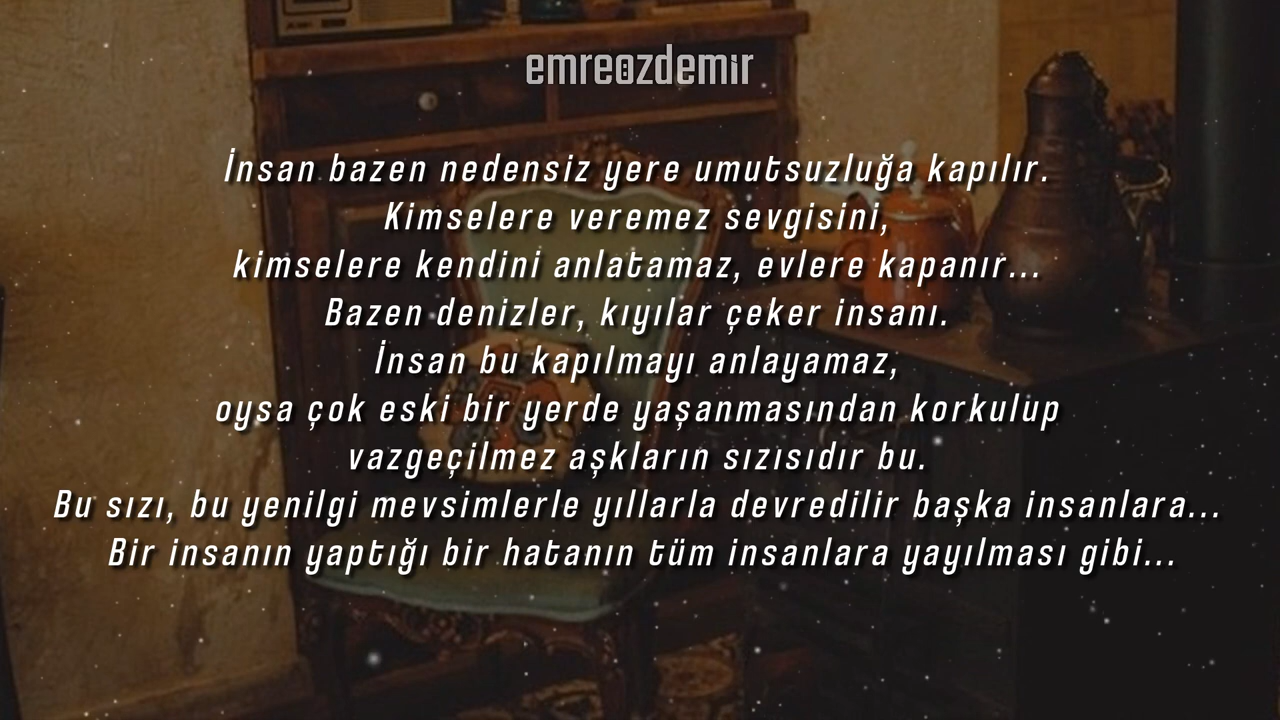 emreozdemir
İnsan bazen nedensiz yere umutsuzluğa kapılır.
Kimselere veremez sevgisini,
kimselere kendini anlatamaz, evlere kapanır...
Bazen denizler, kıyılar çeker insanı.
İnsan bu kapılmayı anlayamaz,
oysa çok eski bir yerde yaşanmasından korkulup
vazgeçilmez aşkların sızısıdır bu.
Bu sızı, bu yenilgi mevsimlerle yıllarla devredilir başka insanlara...
Bir insanın yaptığı bir hatanın tüm insanlara yayılması gibi...